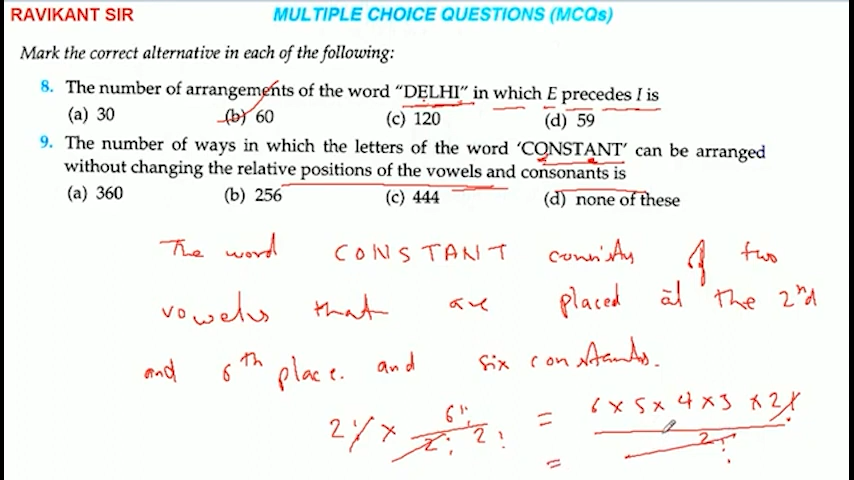 RAVIKANT SIR MULTIPLE CHOICE QUESTIONS (MCQs)
Mark the correct alternative in each of the following:
8. The number of arrangements of the word “DELHI” in which E precedes I is
(a) 30 (b) 60 (c) 120 (d) 59
9. The number of ways in which the letters of the word ‘CONSTANT’ can be arranged
without changing the relative positions of the vowels and consonants is
(a) 360 (b) 256 (c) 444 (d) none of these
The word CONSTANT consists of two
vowels that are placed at the 2nd
and 6th place. and six constants.
2! × 6! / 2! 2! = 6 × 5 × 4 × 3 × 2! / 2!
=